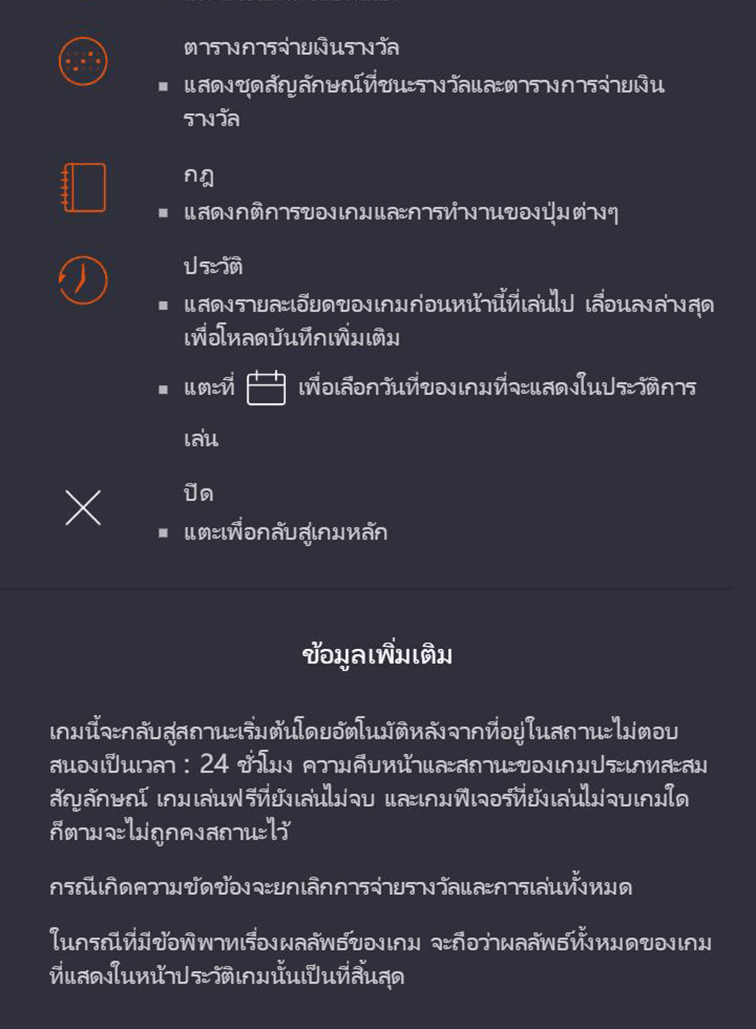 ตารางการจ่ายเงินรางวัล
▪ แสดงชุดสัญลักษณ์ที่ชนะรางวัลและตารางการจ่ายเงิน
รางวัล
กฎ
▪ แสดงกติการของเกมและการทำงานของปุ่มต่างๆ
ประวัติ
▪ แสดงรายละเอียดของเกมก่อนหน้านี้ที่เล่นไป เลื่อนลงล่างสุด
เพื่อโหลดบันทึกเพิ่มเติม
▪ แตะที่ เพื่อเลือกวันที่ของเกมที่จะแสดงในประวัติการ
เล่น
ปิด
▪ แตะเพื่อกลับสู่เกมหลัก
ข้อมูลเพิ่มเติม
เกมนี้จะกลับสู่สถานะเริ่มต้นโดยอัตโนมัติหลังจากที่อยู่ในสถานะไม่ตอบ
สนองเป็นเวลา : 24 ชั่วโมง ความคืบหน้าและสถานะของเกมประเภทสะสม
สัญลักษณ์ เกมเล่นฟรีที่ยังเล่นไม่จบ และเกมฟีเจอร์ที่ยังเล่นไม่จบเกมใด
ก็ตามจะไม่ถูกคงสถานะไว้
กรณีเกิดความขัดข้องจะยกเลิกการจ่ายรางวัลและการเล่นทั้งหมด
ในกรณีที่มีข้อพิพาทเรื่องผลลัพธ์ของเกม จะถือว่าผลลัพธ์ทั้งหมดของเกม
ที่แสดงในหน้าประวัติเกมนั้นเป็นที่สิ้นสุด